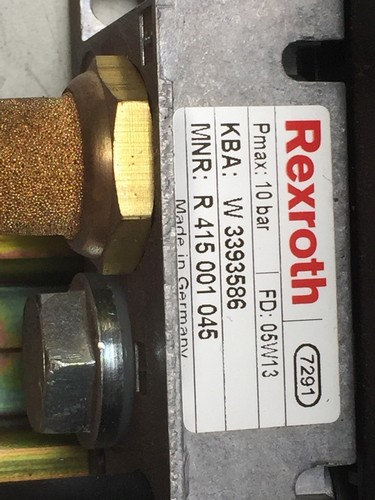 Rexroth 7291
Pmax: 10 bar FD: 05W13
KBA: W 3393586
MNR: R 415 001 045
Made in Germany